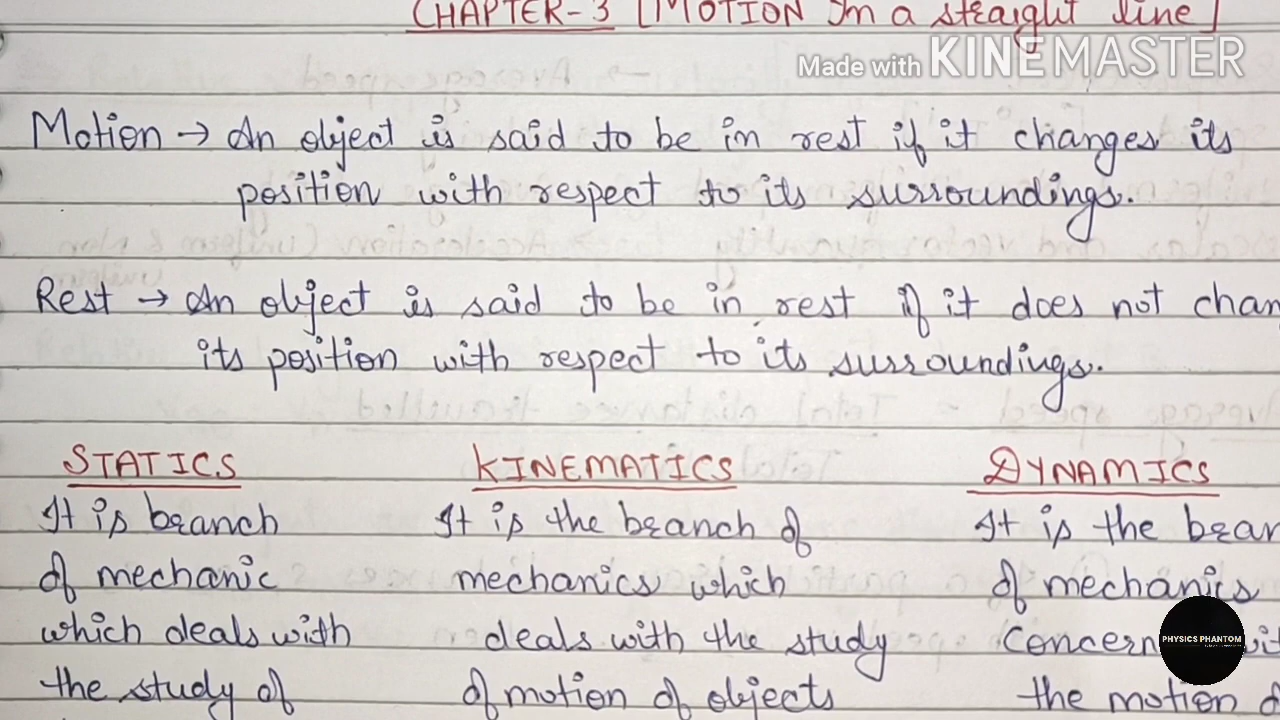 CHAPTER-3 [MOTION In a straight line]
Made with KINEMASTER
Motion → An object is said to be in rest if it changes its
position with respect to its surroundings.
Rest → An object is said to be in rest if it does not chan
its position with respect to its surroundings.
STATICS KINEMATICS DYNAMICS
It is branch It is the branch of It is the bran
of mechanic mechanics which of mechanics
which deals with deals with the study Concern
PHYSICS PHANTOM
the study of of motion of objects the motion o